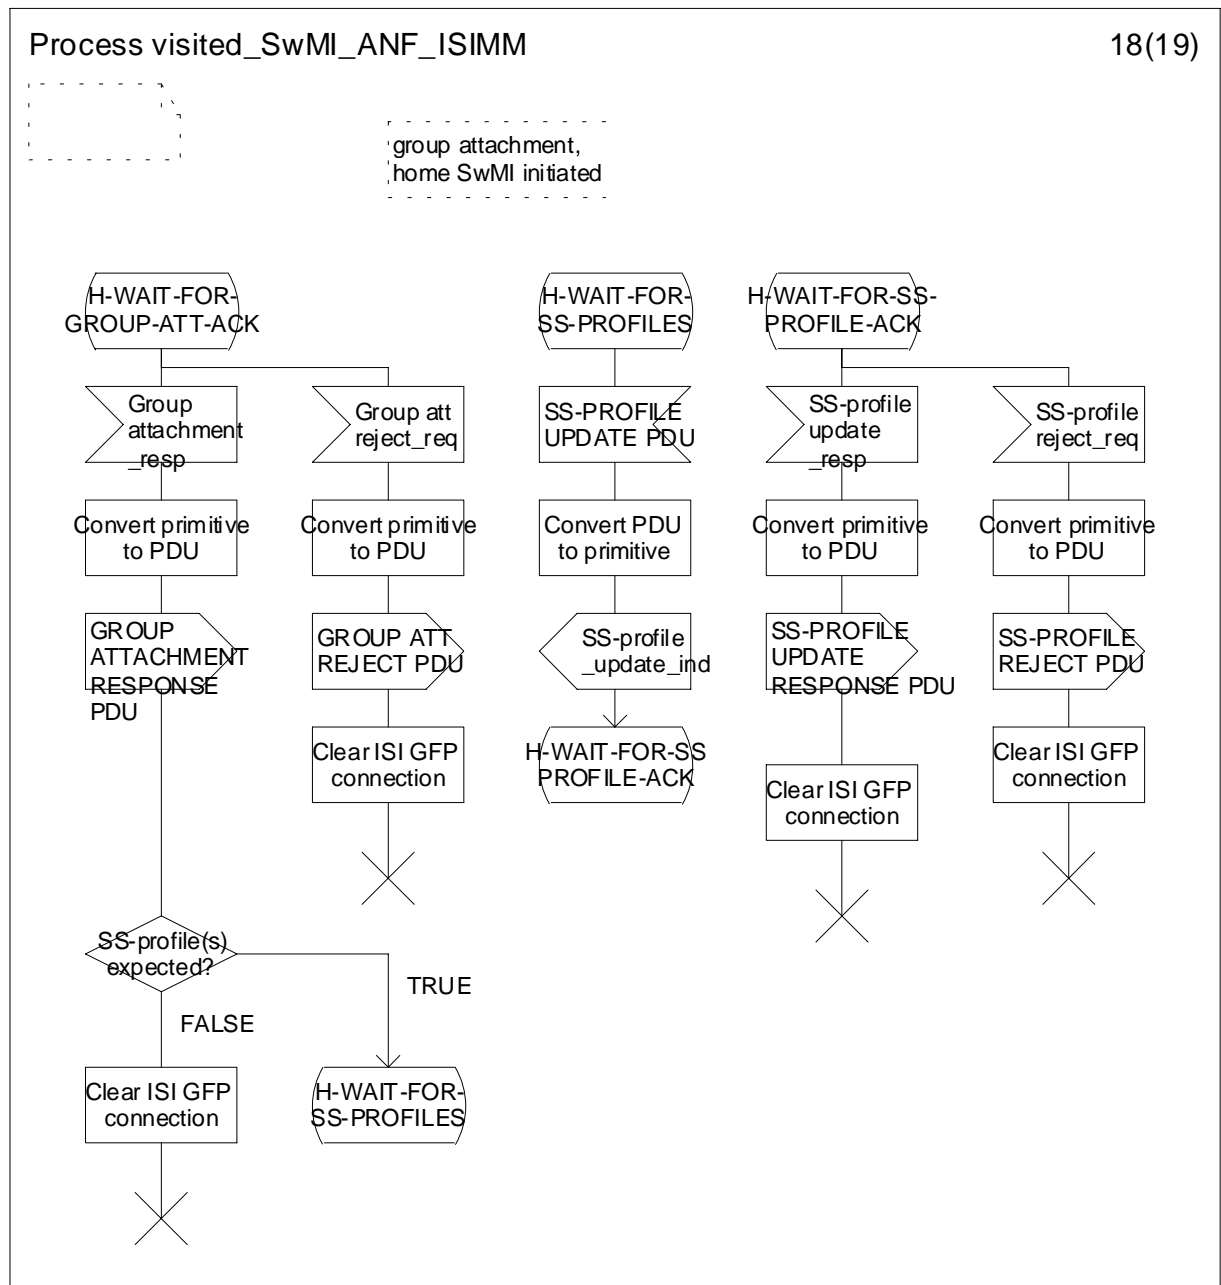 Process visited_SwMI_ANF_ISIMM
18(19)
group attachment,
home SwMI initiated
H-WAIT-FOR-
GROUP-ATT-ACK
H-WAIT-FOR-
SS-PROFILES
H-WAIT-FOR-SS-
PROFILE-ACK
Group
attachment
_resp
Group att
reject_req
SS-PROFILE
UPDATE PDU
SS-profile
update
_resp
SS-profile
reject_req
Convert primitive
to PDU
Convert primitive
to PDU
Convert PDU
to primitive
Convert primitive
to PDU
Convert primitive
to PDU
GROUP
ATTACHMENT
RESPONSE
PDU
GROUP ATT
REJECT PDU
SS-profile
_update_ind
SS-PROFILE
UPDATE
RESPONSE PDU
SS-PROFILE
REJECT PDU
Clear ISI GFP
connection
H-WAIT-FOR-SS
PROFILE-ACK
Clear ISI GFP
connection
Clear ISI GFP
connection
SS-profile(s)
expected?
TRUE
FALSE
Clear ISI GFP
connection
H-WAIT-FOR-
SS-PROFILES